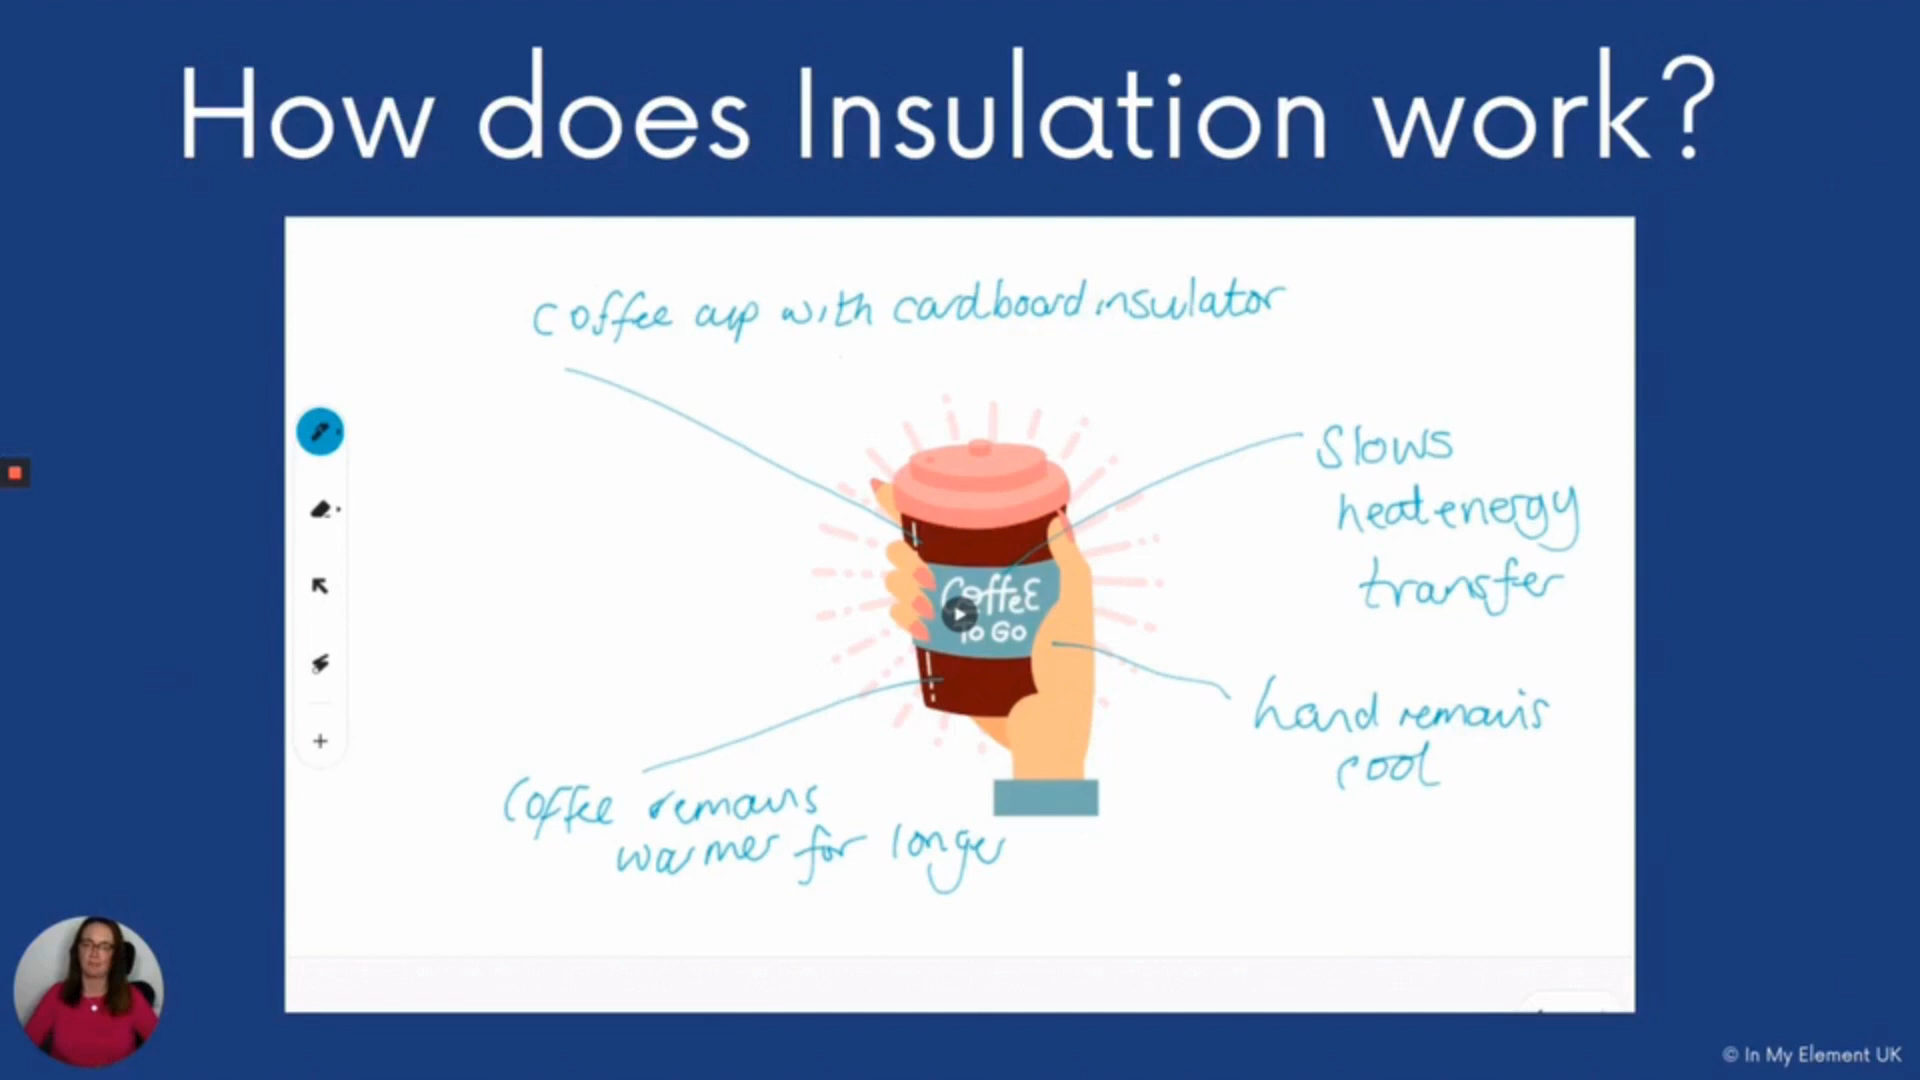 How does Insulation work?
coffee cup with cardboard insulator
Slows
heat energy
transfer
COFFEE
TO GO
hand remains
cool
Coffee remains
warmer for longer
© In My Element UK